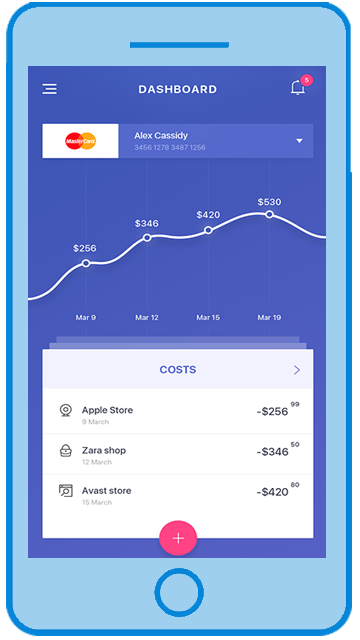 DASHBOARD
5
MasterCard
Alex Cassidy
3456 1278 3487 1256
$530
$420
$346
$256
Mar 9 Mar 12 Mar 15 Mar 19
COSTS
Apple Store -$256 99
9 March
Zara shop -$346 50
12 March
Avast store -$420 80
15 March
+